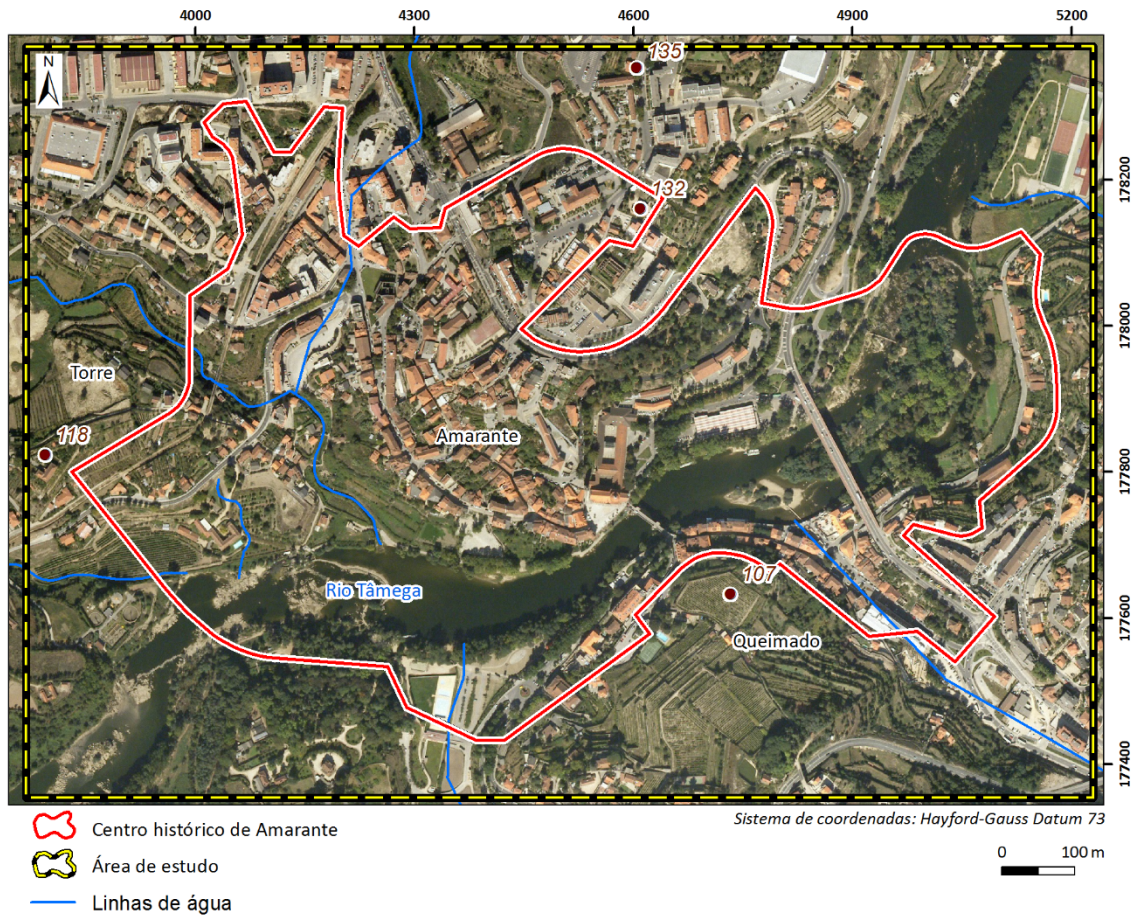 4000 4300 4600 4900 5200
N
135
132
178200
178000
Torre
118
Amarante
177800
Rio Tâmega
107
Queimado
177600
177400
Centro histórico de Amarante
Sistema de coordenadas: Hayford-Gauss Datum 73
Área de estudo
0 100 m
Linhas de água